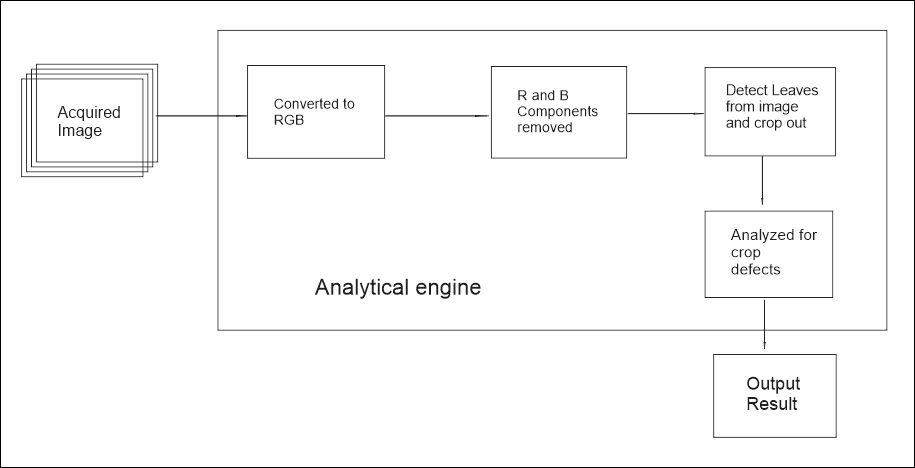 Acquired
Image
Converted to
RGB
R and B
Components
removed
Detect Leaves
from image
and crop out
Analyzed for
crop
defects
Analytical engine
Output
Result